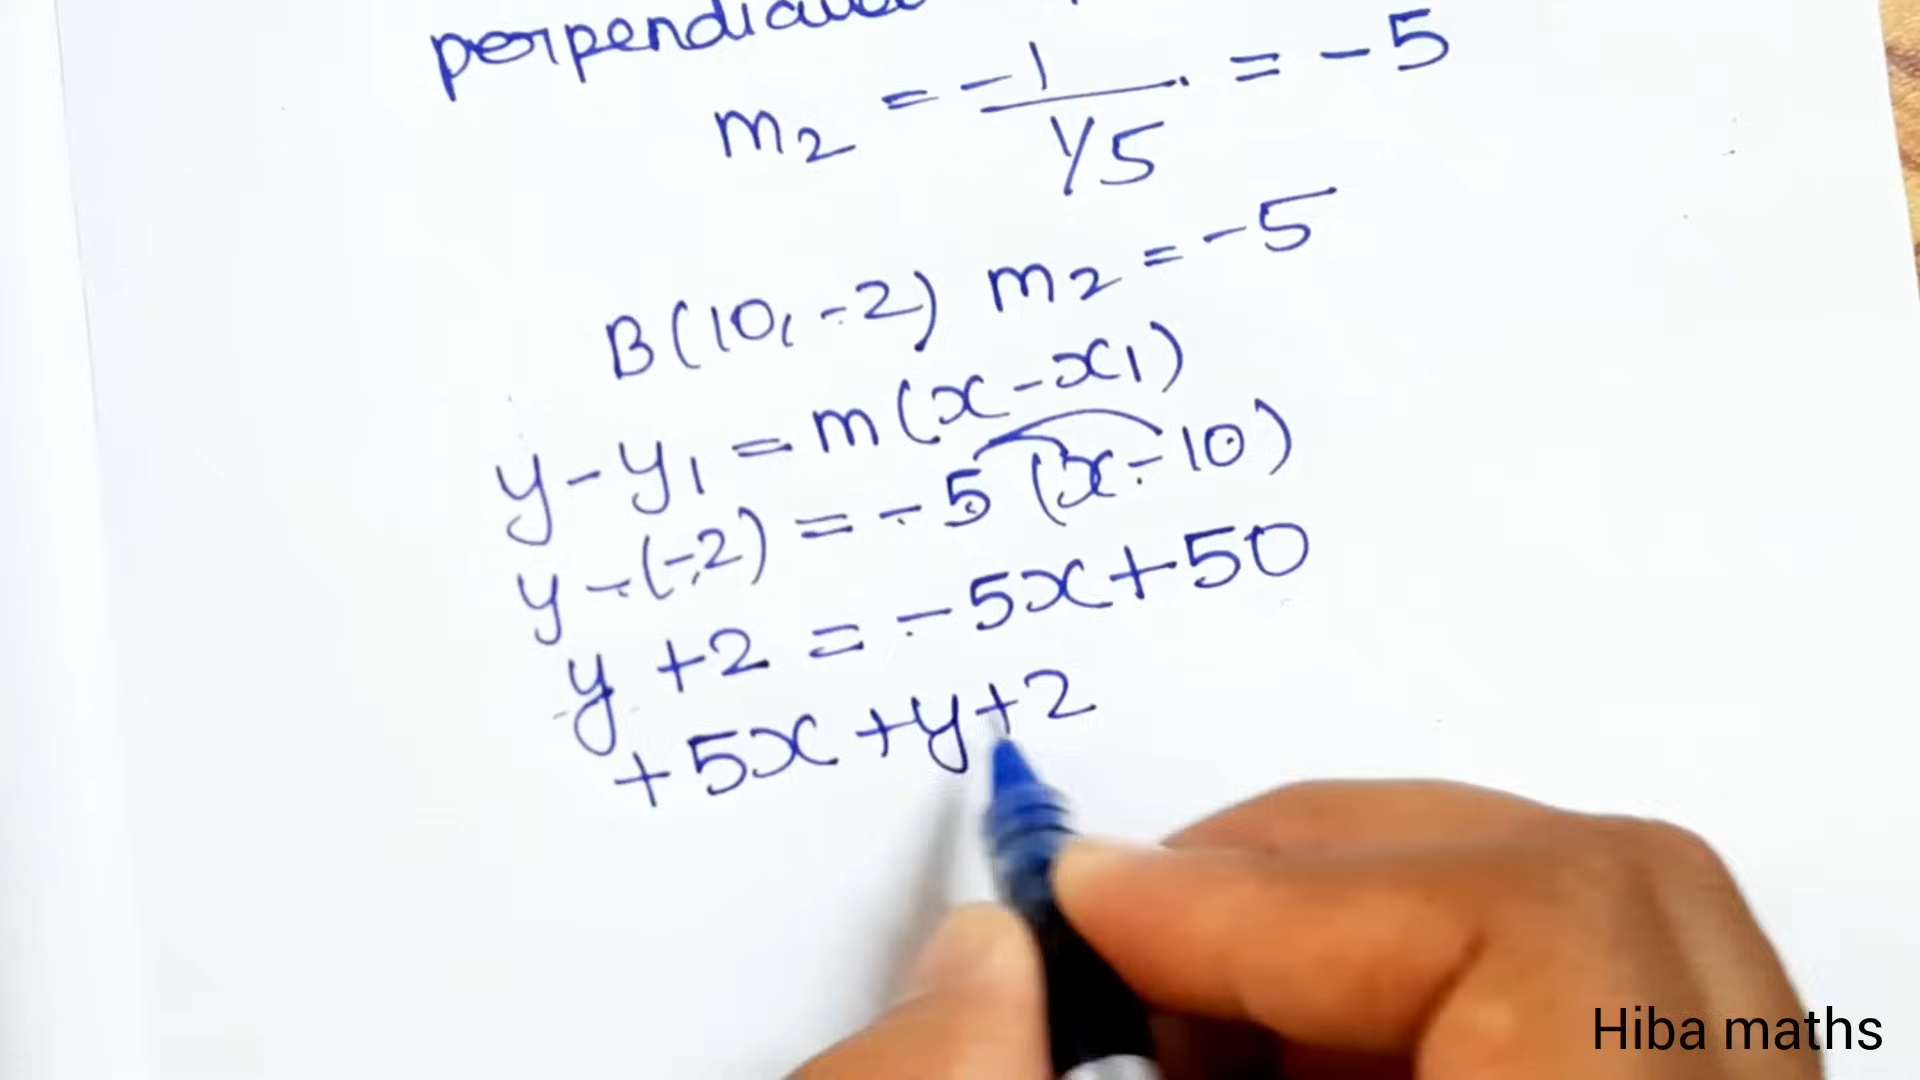 m₂ = -1/1/5 = -5
B(10, -2) m₂ = -5
y - y₁ = m(x - x₁)
y - (-2) = -5(x - 10)
y + 2 = -5x + 50
+5x + y + 2
Hiba maths